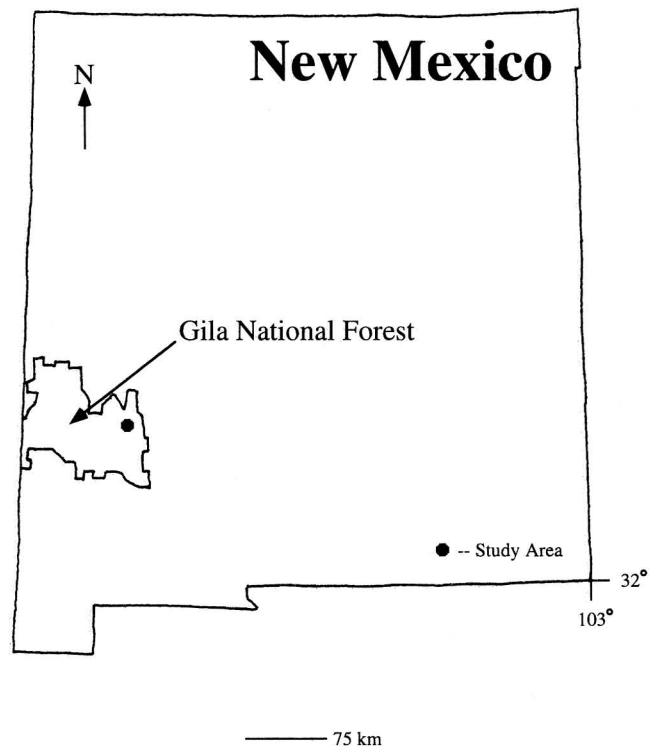 New Mexico
N
Gila National Forest
-- Study Area
32°
103°
75 km